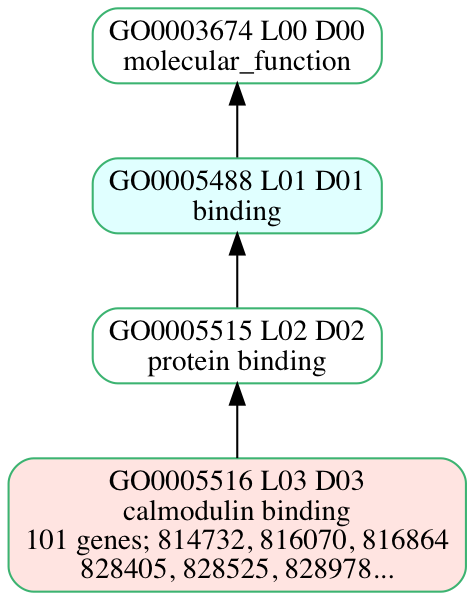 GO0003674 L00 D00
molecular_function
GO0005488 L01 D01
binding
GO0005515 L02 D02
protein binding
GO0005516 L03 D03
calmodulin binding
101 genes; 814732, 816070, 816864
828405, 828525, 828978...